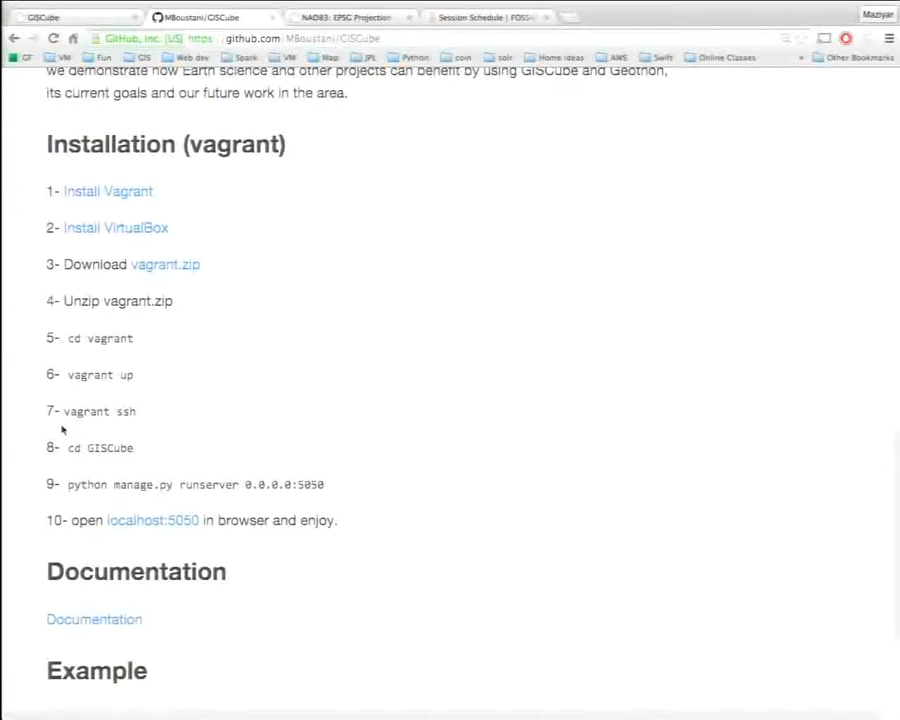 GISCube
MBoustani/GISCube
NAD83: EPSG Projection
Session Schedule | FOSS4
Maziyar
GitHub, Inc. [US] https://github.com/MBoustani/GISCube
GF VM Fun GIS Web dev Spark VM Map JPL Python coin solr Home ideas AWS Swift Online Classes » Other Bookmarks
we demonstrate how Earth science and other projects can benefit by using GISCube and Geothon,
its current goals and our future work in the area.
Installation (vagrant)
1- Install Vagrant
2- Install VirtualBox
3- Download vagrant.zip
4- Unzip vagrant.zip
5- cd vagrant
6- vagrant up
7- vagrant ssh
8- cd GISCube
9- python manage.py runserver 0.0.0.0:5050
10- open localhost:5050 in browser and enjoy.
Documentation
Documentation
Example